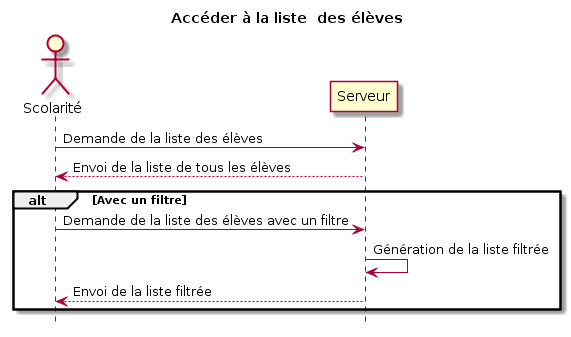 Accéder à la liste  des élèves
Scolarité
Serveur
Demande de la liste des élèves
Envoi de la liste de tous les élèves
alt [Avec un filtre]
Demande de la liste des élèves avec un filtre
Génération de la liste filtrée
Envoi de la liste filtrée